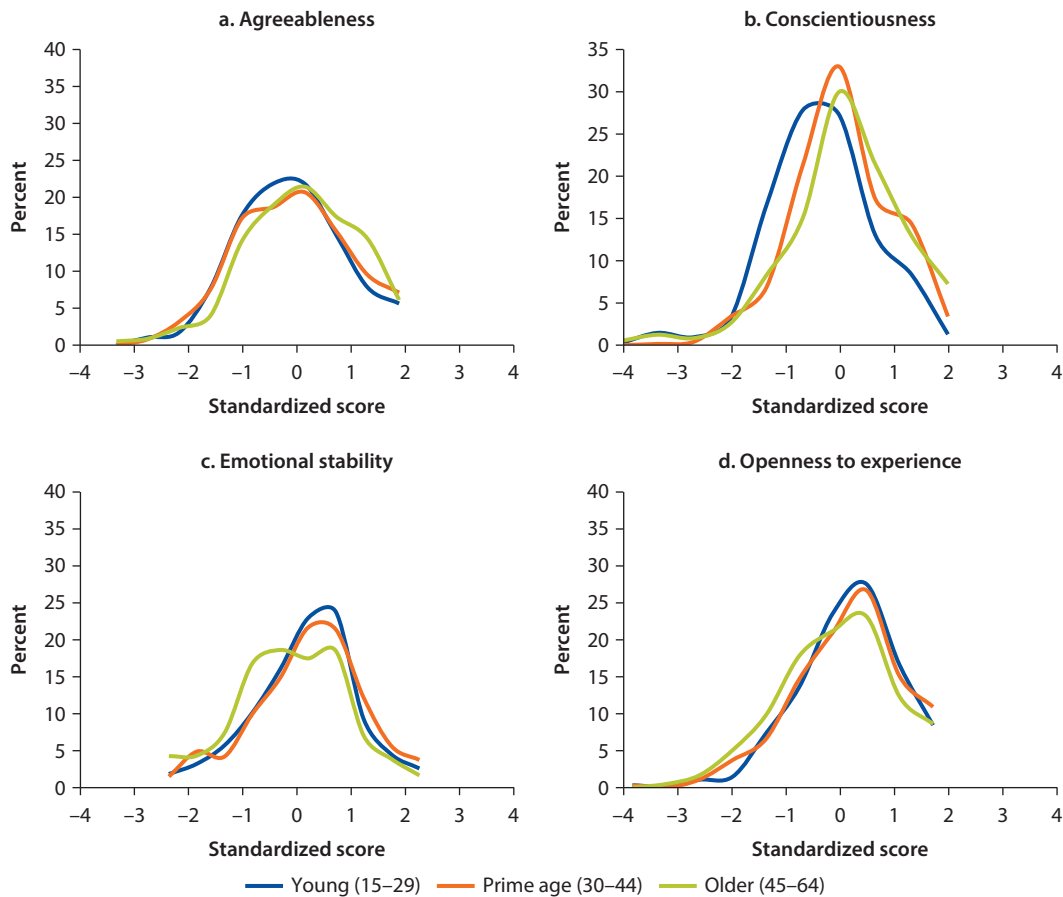 a. Agreeableness
40
35
30
25
20
15
10
5
0
Percent
–4 –3 –2 –1 0 1 2 3 4
Standardized score
b. Conscientiousness
35
30
25
20
15
10
5
0
Percent
–4 –3 –2 –1 0 1 2 3 4
Standardized score
c. Emotional stability
40
35
30
25
20
15
10
5
0
Percent
–4 –3 –2 –1 0 1 2 3 4
Standardized score
d. Openness to experience
40
35
30
25
20
15
10
5
0
Percent
–4 –3 –2 –1 0 1 2 3 4
Standardized score
Young (15–29) Prime age (30–44) Older (45–64)